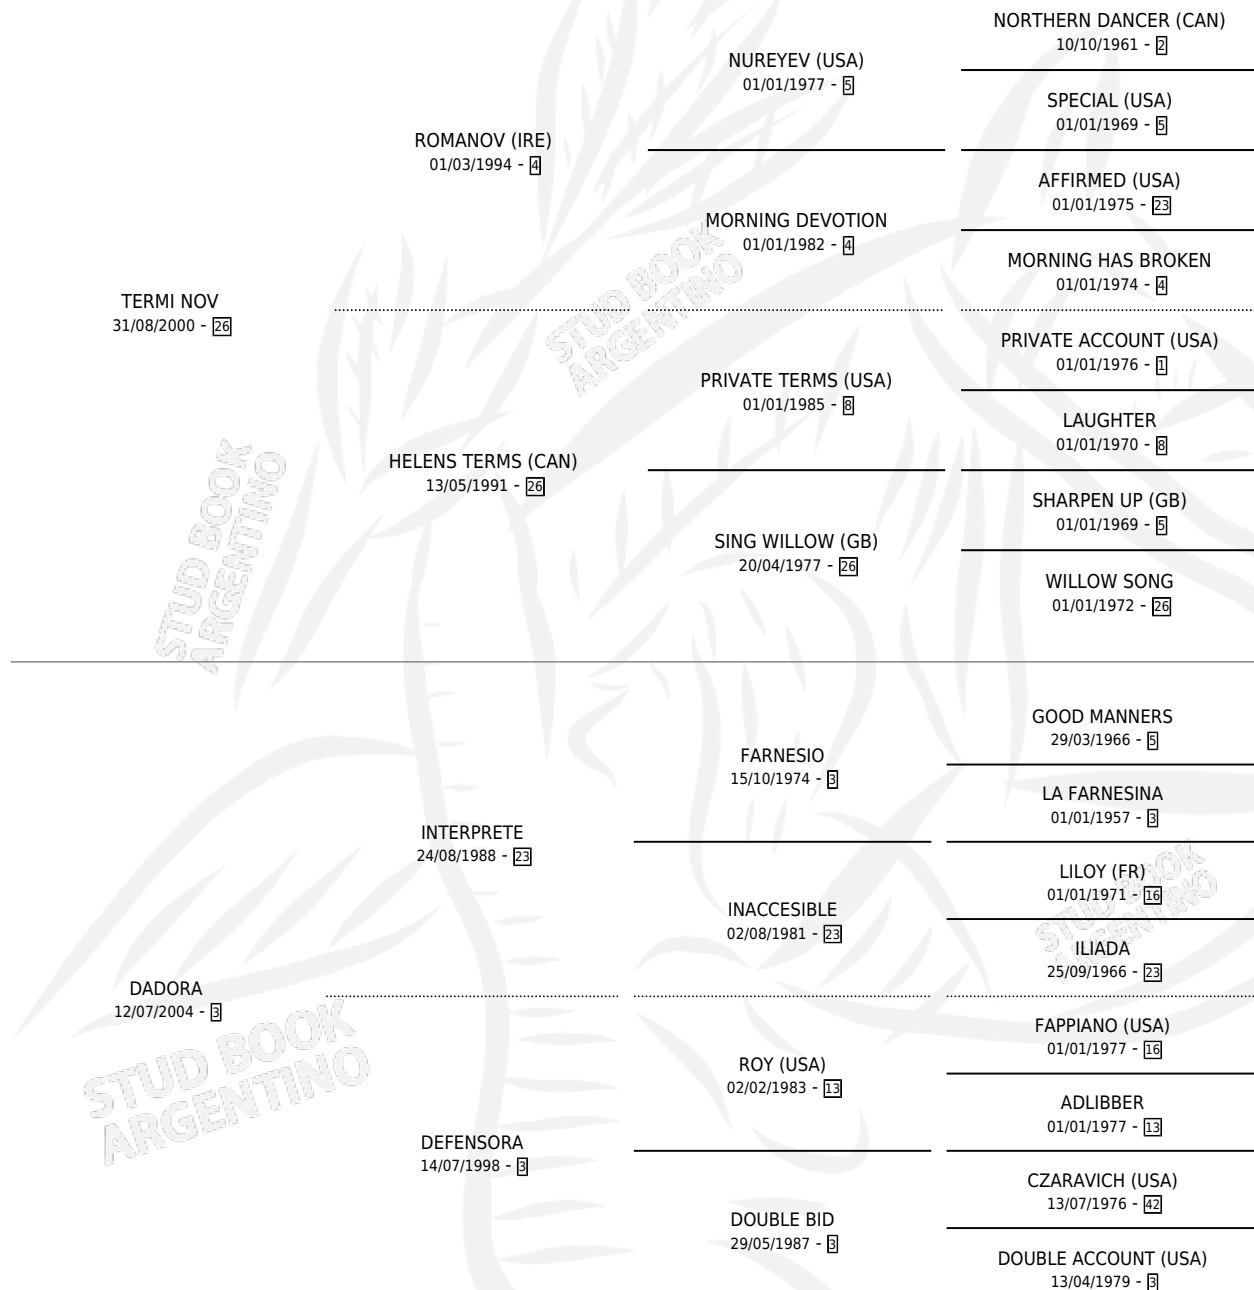 NORTHERN DANCER (CAN)
10/10/1961 - 2
NUREYEV (USA)
01/01/1977 - 5
SPECIAL (USA)
01/01/1969 - 5
ROMANOV (IRE)
01/03/1994 - 4
AFFIRMED (USA)
01/01/1975 - 23
MORNING DEVOTION
01/01/1982 - 4
MORNING HAS BROKEN
01/01/1974 - 4
TERMI NOV
31/08/2000 - 26
PRIVATE ACCOUNT (USA)
01/01/1976 - 1
PRIVATE TERMS (USA)
01/01/1985 - 8
LAUGHTER
01/01/1970 - 8
HELENS TERMS (CAN)
13/05/1991 - 26
SHARPEN UP (GB)
01/01/1969 - 5
SING WILLOW (GB)
20/04/1977 - 26
WILLOW SONG
01/01/1972 - 26
STUD BOOK
ARGENTINO
STUD BOOK
ARGENTINO
GOOD MANNERS
29/03/1966 - 5
FARNESIO
15/10/1974 - 3
LA FARNESINA
01/01/1957 - 3
INTERPRETE
24/08/1988 - 23
LILOY (FR)
01/01/1971 - 16
INACCESIBLE
02/08/1981 - 23
ILIADA
25/09/1966 - 23
STUD BOOK
ARGENTINO
DADORA
12/07/2004 - 3
FAPPIANO (USA)
01/01/1977 - 16
ROY (USA)
02/02/1983 - 13
ADLIBBER
01/01/1977 - 13
STUD BOOK
ARGENTINO
DEFENSORA
14/07/1998 - 3
CZARAVICH (USA)
13/07/1976 - 42
DOUBLE BID
29/05/1987 - 3
DOUBLE ACCOUNT (USA)
13/04/1979 - 3